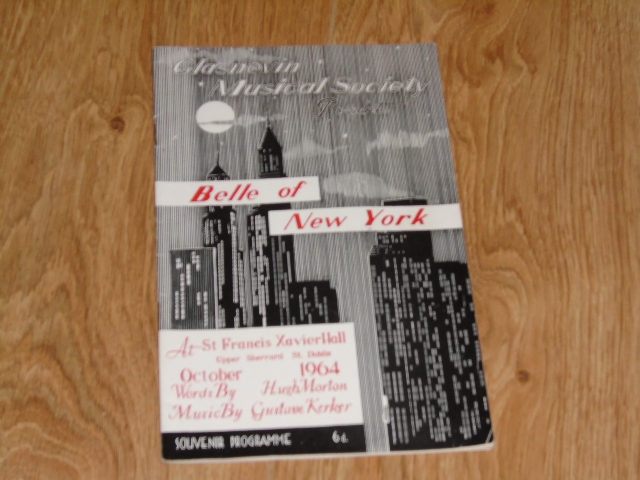 Glasnevin
Musical Society
Presents
Belle of
New York
At St Francis Xavier Hall
Upper Sherrard St. Dublin
October 1964
Words By Hugh Morton
Music By Gustave Kerker
SOUVENIR PROGRAMME 6d.